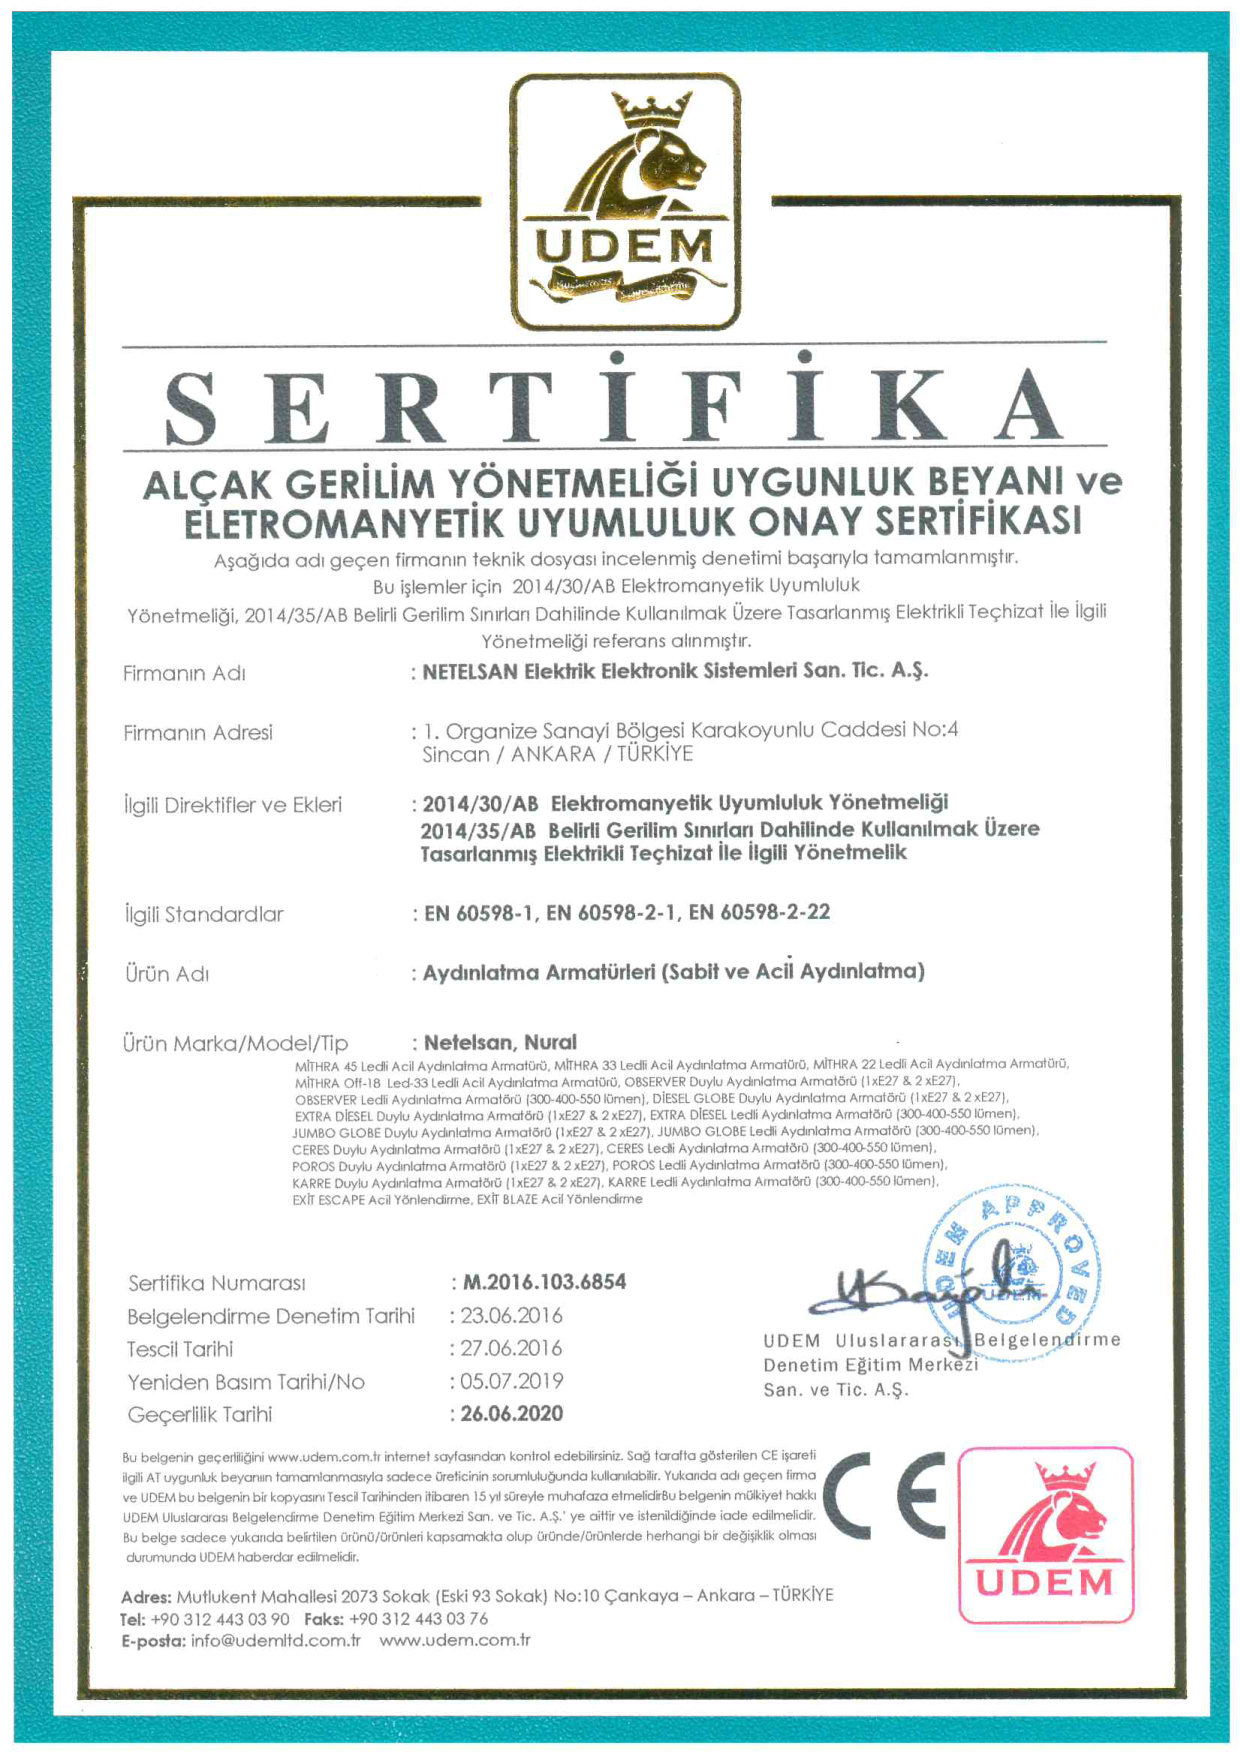 UDEM
SERTİFİKA
ALÇAK GERİLİM YÖNETMELİĞİ UYGUNLUK BEYANI ve
ELETROMANYETİK UYUMLULUK ONAY SERTİFİKASI
Aşağıda adı geçen firmanın teknik dosyası incelenmiş denetimi başarıyla tamamlanmıştır.
Bu işlemler için 2014/30/AB Elektromanyetik Uyumluluk
Yönetmeliği, 2014/35/AB Belirli Gerilim Sınırları Dahilinde Kullanılmak Üzere Tasarlanmış Elektrikli Teçhizat İle İlgili
Yönetmeliği referans alınmıştır.
Firmanın Adı : NETELSAN Elektrik Elektronik Sistemleri San. Tic. A.Ş.
Firmanın Adresi : 1. Organize Sanayi Bölgesi Karakoyunlu Caddesi No:4
Sincan / ANKARA / TÜRKİYE
İlgili Direktifler ve Ekleri : 2014/30/AB Elektromanyetik Uyumluluk Yönetmeliği
2014/35/AB Belirli Gerilim Sınırları Dahilinde Kullanılmak Üzere
Tasarlanmış Elektrikli Teçhizat İle İlgili Yönetmelik
İlgili Standardlar : EN 60598-1, EN 60598-2-1, EN 60598-2-22
Ürün Adı : Aydınlatma Armatürleri (Sabit ve Acil Aydınlatma)
Ürün Marka/Model/Tip : Netelsan, Nural
MİTHRA 45 Ledli Acil Aydınlatma Armatürü, MİTHRA 33 Ledli Acil Aydınlatma Armatürü, MİTHRA 22 Ledli Acil Aydınlatma Armatürü,
MİTHRA Off-18 Led-33 Ledli Acil Aydınlatma Armatürü, OBSERVER Duylu Aydınlatma Armatörü (1xE27 & 2 xE27),
OBSERVER Ledli Aydınlatma Armatörü (300-400-550 lümen), DİESEL GLOBE Duylu Aydınlatma Armatörü (1xE27 & 2 xE27),
EXTRA DİESEL Duylu Aydınlatma Armatörü (1xE27 & 2 xE27), EXTRA DİESEL Ledli Aydınlatma Armatörü (300-400-550 lümen),
JUMBO GLOBE Duylu Aydınlatma Armatörü (1xE27 & 2 xE27), JUMBO GLOBE Ledli Aydınlatma Armatörü (300-400-550 lümen),
CERES Duylu Aydınlatma Armatörü (1xE27 & 2 xE27), CERES Ledli Aydınlatma Armatörü (300-400-550 lümen),
POROS Duylu Aydınlatma Armatörü (1xE27 & 2 xE27), POROS Ledli Aydınlatma Armatörü (300-400-550 lümen),
KARRE Duylu Aydınlatma Armatörü (1xE27 & 2 xE27), KARRE Ledli Aydınlatma Armatörü (300-400-550 lümen),
EXİT ESCAPE Acil Yönlendirme, EXİT BLAZE Acil Yönlendirme
UDEM APPROVED
UDEM
Sertifika Numarası : M.2016.103.6854
Belgelendirme Denetim Tarihi : 23.06.2016
Tescil Tarihi : 27.06.2016
Yeniden Basım Tarihi/No : 05.07.2019
Geçerlilik Tarihi : 26.06.2020
UDEM Uluslararası Belgelendirme
Denetim Eğitim Merkezi
San. ve Tic. A.Ş.
Bu belgenin geçerliliğini www.udem.com.tr internet sayfasından kontrol edebilirsiniz. Sağ tarafta gösterilen CE işareti
ilgili AT uygunluk beyanıın tamamlanmasıyla sadece üreticinin sorumluluğunda kullanılabilir. Yukarıda adı geçen firma
ve UDEM bu belgenin bir kopyasını Tescil Tarihinden itibaren 15 yıl süreyle muhafaza etmelidirBu belgenin mülkiyet hakkı
UDEM Uluslararası Belgelendirme Denetim Eğitim Merkezi San. ve Tic. A.Ş.' ye aittir ve istenildiğinde iade edilmelidir.
Bu belge sadece yukarıda belirtilen ürünü/ürünleri kapsamakta olup üründe/ürünlerde herhangi bir değişiklik olması
durumunda UDEM haberdar edilmelidir.
CE
UDEM
Adres: Mutlukent Mahallesi 2073 Sokak (Eski 93 Sokak) No:10 Çankaya – Ankara – TÜRKİYE
Tel: +90 312 443 03 90 Faks: +90 312 443 03 76
E-posta: info@udemltd.com.tr www.udem.com.tr